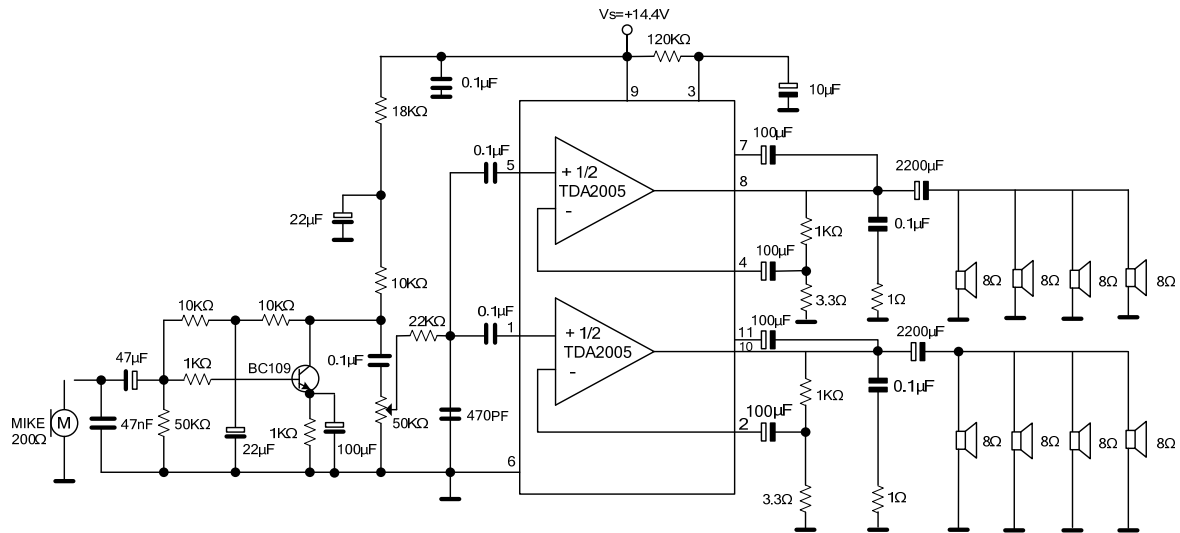 Vs=+14.4V
120KΩ
0.1µF
9
3
10µF
18KΩ
100µF
7
0.1µF
5
+ 1/2
TDA2005
-
8
2200µF
22µF
0.1µF
1KΩ
100µF
4
10KΩ
8Ω
8Ω
8Ω
8Ω
3.3Ω
1Ω
10KΩ
10KΩ
22KΩ
0.1µF
1
100µF
11
10
2200µF
+ 1/2
TDA2005
-
47µF
1KΩ
BC109
0.1µF
0.1µF
1KΩ
MIKE
200Ω
M
47nF
50KΩ
22µF
1KΩ
100µF
50KΩ
470PF
100µF
2
8Ω
8Ω
8Ω
8Ω
6
3.3Ω
1Ω